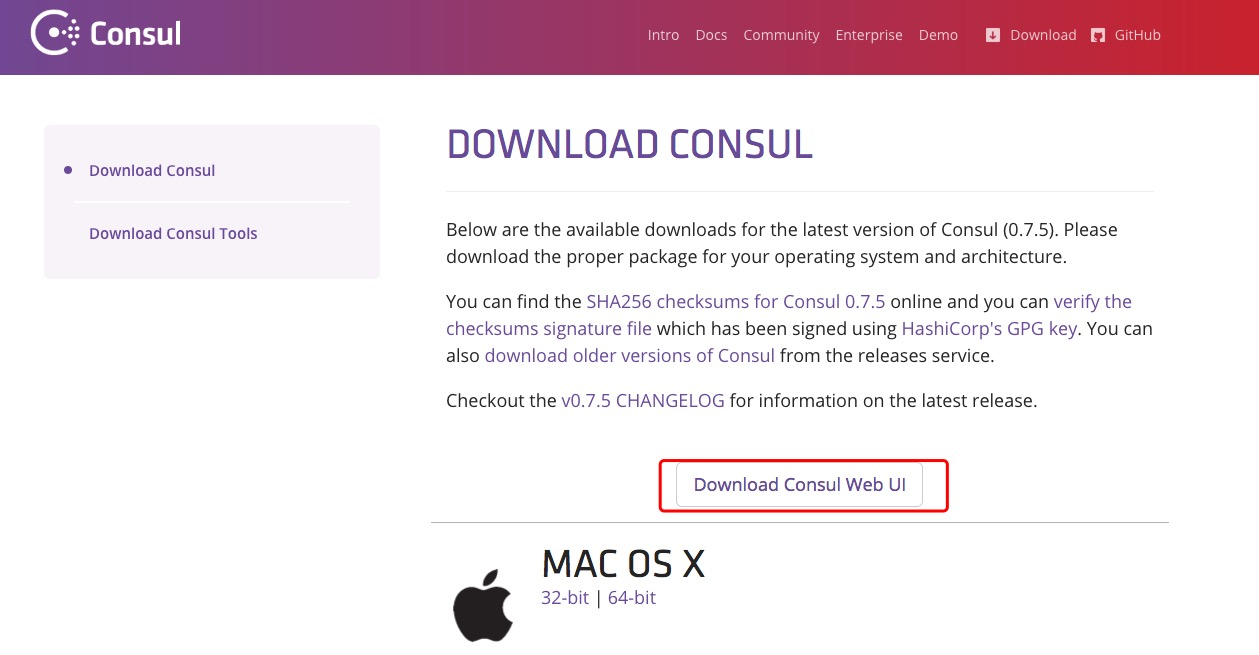 Consul
Intro Docs Community Enterprise Demo Download GitHub
Download Consul
Download Consul Tools
DOWNLOAD CONSUL
Below are the available downloads for the latest version of Consul (0.7.5). Please
download the proper package for your operating system and architecture.
You can find the SHA256 checksums for Consul 0.7.5 online and you can verify the
checksums signature file which has been signed using HashiCorp's GPG key. You can
also download older versions of Consul from the releases service.
Checkout the v0.7.5 CHANGELOG for information on the latest release.
Download Consul Web UI
MAC OS X
32-bit | 64-bit